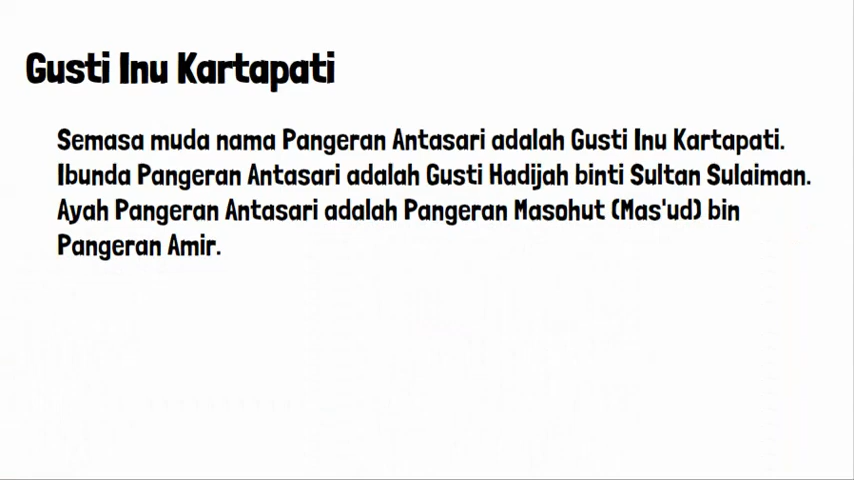 Gusti Inu Kartapati
Semasa muda nama Pangeran Antasari adalah Gusti Inu Kartapati.
Ibunda Pangeran Antasari adalah Gusti Hadijah binti Sultan Sulaiman.
Ayah Pangeran Antasari adalah Pangeran Masohut (Mas'ud) bin
Pangeran Amir.